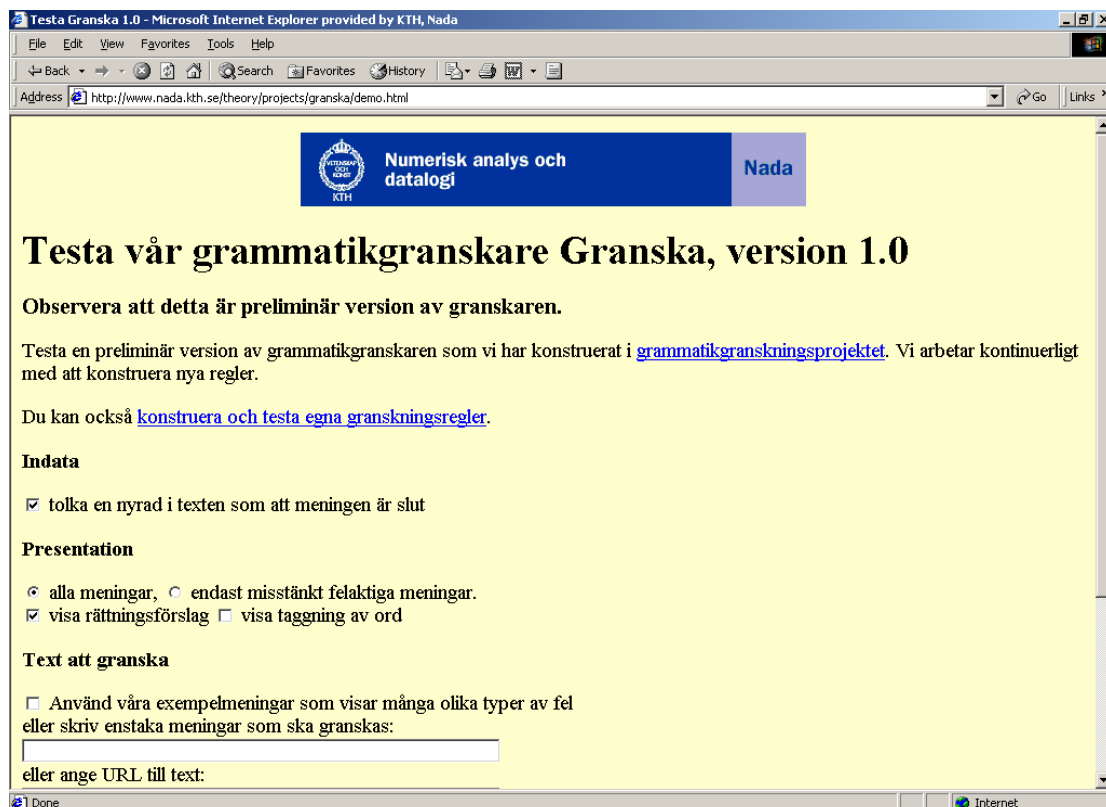 Testa Granska 1.0 - Microsoft Internet Explorer provided by KTH, Nada
File Edit View Favorites Tools Help
Back Search Favorites History
Address http://www.nada.kth.se/theory/projects/granska/demo.html Go Links
VETENSKAP OCH KONST
KTH
Numerisk analys och
datalogi
Nada
Testa vår grammatikgranskare Granska, version 1.0
Observera att detta är preliminär version av granskaren.
Testa en preliminär version av grammatikgranskaren som vi har konstruerat i grammatikgranskningsprojektet. Vi arbetar kontinuerligt
med att konstruera nya regler.
Du kan också konstruera och testa egna granskningsregler.
Indata
tolka en nyrad i texten som att meningen är slut
Presentation
alla meningar, endast misstänkt felaktiga meningar.
visa rättningsförslag visa taggning av ord
Text att granska
Använd våra exempelmeningar som visar många olika typer av fel
eller skriv enstaka meningar som ska granskas:
eller ange URL till text:
Done Internet